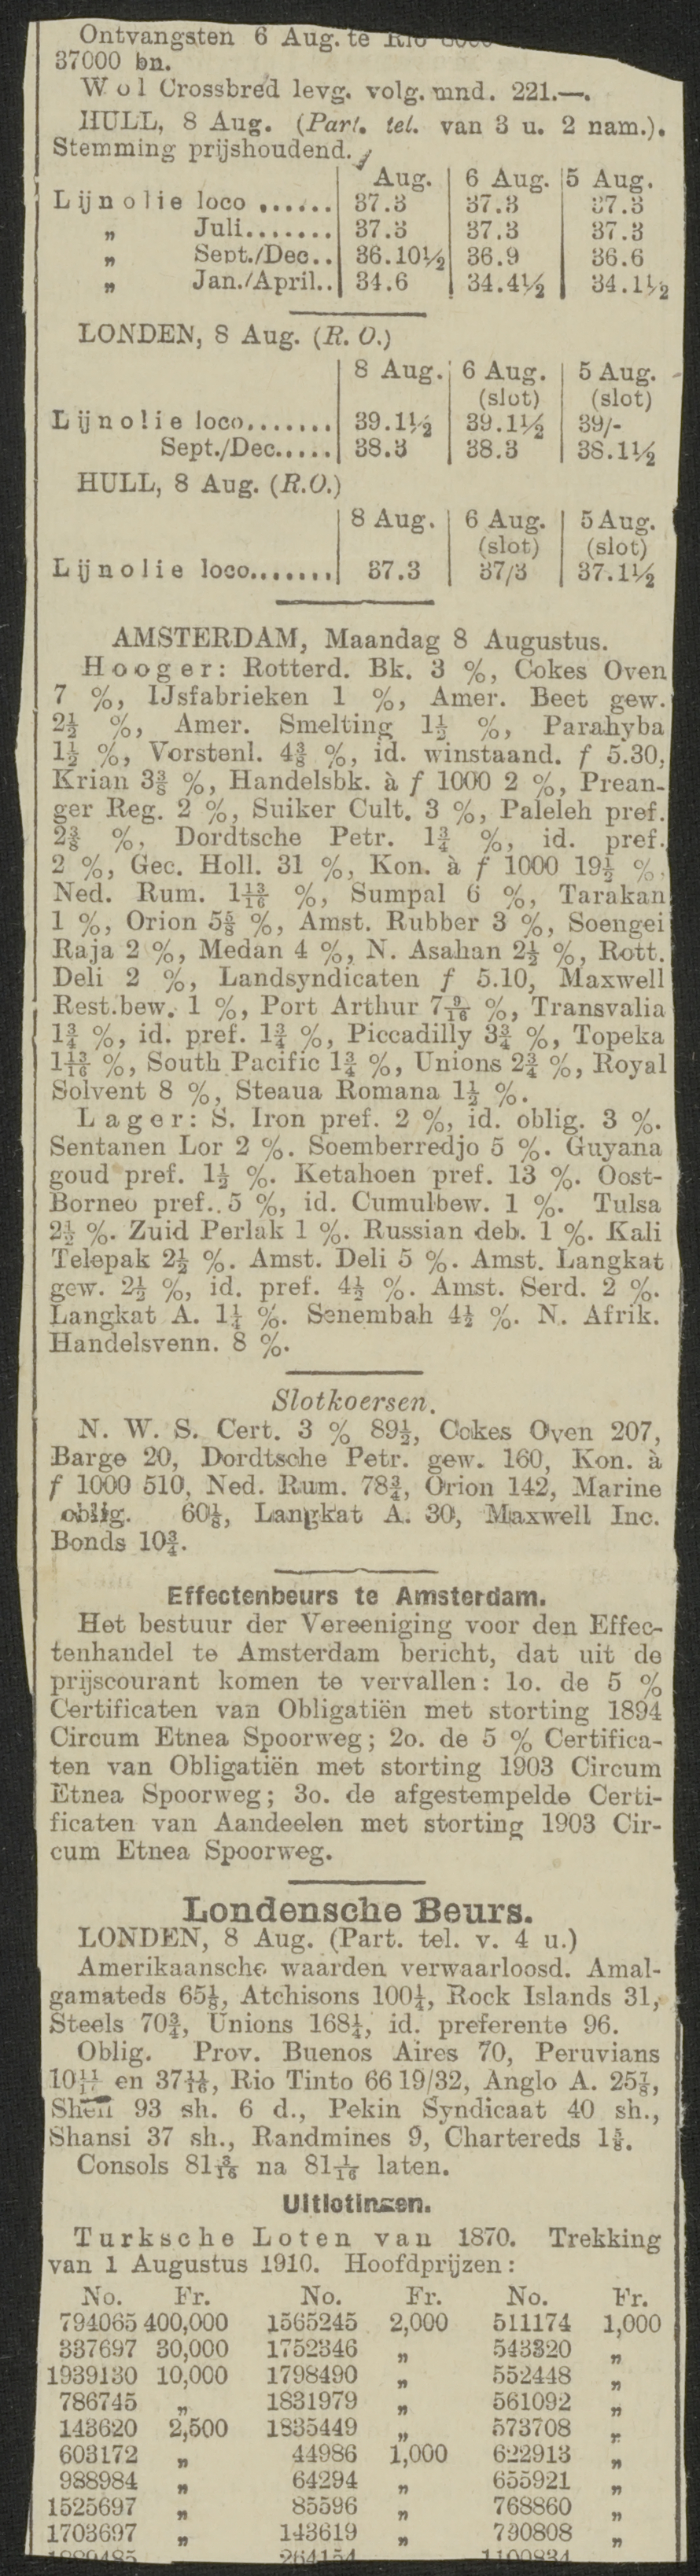 Ontvangsten 6 Aug. te Rio
37000 bn.
Wol Crossbred levg. volg. mnd. 221.—.
HULL, 8 Aug. (Part. tel. van 3 u. 2 nam.).
Stemming prijshoudend.
Aug. 6 Aug. 5 Aug.
Lijnolie loco ...... 37.3 37.3 37.3
„ Juli....... 37.3 37.3 37.3
„ Sept./Dec.. 36.10½ 36.9 36.6
„ Jan./April.. 34.6 34.4½ 34.1½
LONDEN, 8 Aug. (R. O.)
8 Aug. 6 Aug. 5 Aug.
(slot) (slot)
Lijnolie loco....... 39.1½ 39.1½ 39/-
Sept./Dec..... 38.3 38.3 38.1½
HULL, 8 Aug. (R.O.)
8 Aug. 6 Aug. 5 Aug.
(slot) (slot)
Lijnolie loco....... 37.3 37/3 37.1½
AMSTERDAM, Maandag 8 Augustus.
Hooger: Rotterd. Bk. 3 %, Cokes Oven
7 %, IJsfabrieken 1 %, Amer. Beet gew.
2½ %, Amer. Smelting 1½ %, Parahyba
1½ %, Vorstenl. 4⅜ %, id. winstaand. f 5.30,
Krian 3⅜ %, Handelsbk. à f 1000 2 %, Prean-
ger Reg. 2 %, Suiker Cult. 3 %, Paleleh pref.
2⅜ %, Dordtsche Petr. 1¾ %, id. pref.
2 %, Gec. Holl. 31 %, Kon. à f 1000 19½ %,
Ned. Rum. 1 13/16 %, Sumpal 6 %, Tarakan
1 %, Orion 5⅝ %, Amst. Rubber 3 %, Soengei
Raja 2 %, Medan 4 %, N. Asahan 2½ %, Rott.
Deli 2 %, Landsyndicaten f 5.10, Maxwell
Rest.bew. 1 %, Port Arthur 7 9/16 %, Transvalia
1¾ %, id. pref. 1¾ %, Piccadilly 3¾ %, Topeka
1 13/16 %, South Pacific 1¾ %, Unions 2¾ %, Royal
Solvent 8 %, Steaua Romana 1½ %.
Lager: S. Iron pref. 2 %, id. oblig. 3 %.
Sentanen Lor 2 %. Soemberredjo 5 %. Guyana
goud pref. 1½ %. Ketahoen pref. 13 %. Oost-
Borneo pref.. 5 %, id. Cumulbew. 1 %. Tulsa
2½ %. Zuid Perlak 1 %. Russian deb. 1 %. Kali
Telepak 2½ %. Amst. Deli 5 %. Amst. Langkat
gew. 2½ %, id. pref. 4½ %. Amst. Serd. 2 %.
Langkat A. 1¼ %. Senembah 4½ %. N. Afrik.
Handelsvenn. 8 %.
Slotkoersen.
N. W. S. Cert. 3 % 89½, Cokes Oven 207,
Barge 20, Dordtsche Petr. gew. 160, Kon. à
f 1000 510, Ned. Rum. 78¾, Orion 142, Marine
oblig. 60⅛, Langkat A. 30, Maxwell Inc.
Bonds 10¾.
Effectenbeurs te Amsterdam.
Het bestuur der Vereeniging voor den Effec-
tenhandel te Amsterdam bericht, dat uit de
prijscourant komen te vervallen: 1o. de 5 %
Certificaten van Obligatiën met storting 1894
Circum Etnea Spoorweg; 2o. de 5 % Certifica-
ten van Obligatiën met storting 1903 Circum
Etnea Spoorweg; 3o. de afgestempelde Certi-
ficaten van Aandeelen met storting 1903 Cir-
cum Etnea Spoorweg.
Londensche Beurs.
LONDEN, 8 Aug. (Part. tel. v. 4 u.)
Amerikaansche waarden verwaarloosd. Amal-
gamateds 65⅛, Atchisons 100¼, Rock Islands 31,
Steels 70¾, Unions 168¼, id. preferente 96.
Oblig. Prov. Buenos Aires 70, Peruvians
en 37 11/16, Rio Tinto 66 19/32, Anglo A. 25⅞,
Shell 93 sh. 6 d., Pekin Syndicaat 40 sh.,
Shansi 37 sh., Randmines 9, Chartereds 1⅝.
Consols 81 3/16 na 81 1/16 laten.
Uitlotingen.
Turksche Loten van 1870. Trekking
van 1 Augustus 1910. Hoofdprijzen:
No. Fr. No. Fr. No. Fr.
794065 400,000 1565245 2,000 511174 1,000
337697 30,000 1752346 „ 543320 „
1939130 10,000 1798490 „ 552448 „
786745 „ 1831979 „ 561092 „
143620 2,500 1835449 „ 573708 „
603172 „ 44986 1,000 622913 „
988984 „ 64294 „ 655921 „
1525697 „ 85596 „ 768860 „
1703697 „ 143619 „ 790808 „
264154 1100834